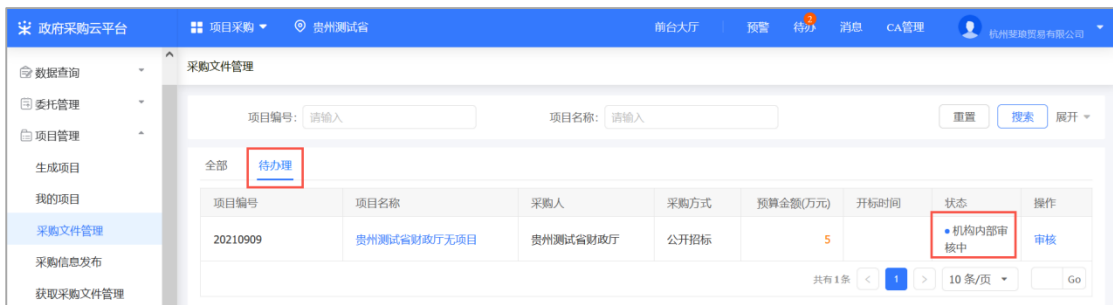 政府采购云平台 项目采购 贵州测试省 前台大厅 预警 待办 2 消息 CA管理 杭州斐琅贸易有限公司
数据查询
采购文件管理
委托管理
项目编号： 请输入 项目名称： 请输入 重置 搜索 展开
项目管理
生成项目
全部 待办理
我的项目
项目编号 项目名称 采购人 采购方式 预算金额(万元) 开标时间 状态 操作
采购文件管理
20210909 贵州测试省财政厅无项目 贵州测试省财政厅 公开招标 5 机构内部审 审核
核中
采购信息发布
共有1条 < 1 > 10 条/页 Go
获取采购文件管理